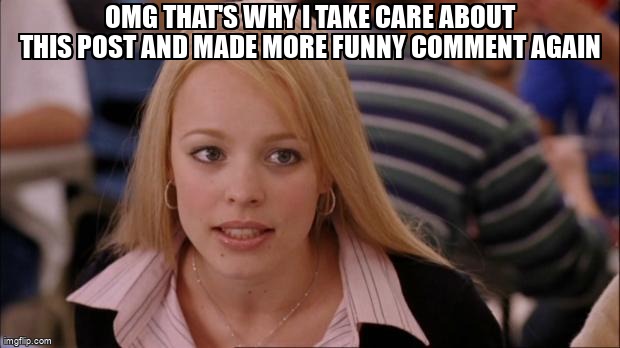 OMG THAT'S WHY I TAKE CARE ABOUT
THIS POST AND MADE MORE FUNNY COMMENT AGAIN
imgflip.com